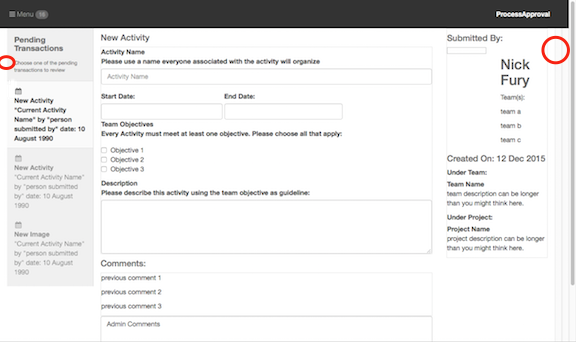 Menu 10
ProcessApproval
Pending
Transactions
Choose one of the pending
transactions to review
New Activity
"Current Activity
Name" by "person
submitted by" date: 10
August 1990
New Activity
"Current Activity Name"
by "person submitted
by" date: 10 August
1990
New Image
"Current Activity Name"
by "person submitted
by" date: 10 August
1990
New Activity
Activity Name
Please use a name everyone associated with the activity will organize
Activity Name
Start Date: End Date:
Team Objectives
Every Activity must meet at least one objective. Please choose all that apply:
Objective 1
Objective 2
Objective 3
Description
Please describe this activity using the team objective as guideline:
Comments:
previous comment 1
previous comment 2
previous comment 3
Admin Comments
Submitted By:
Nick
Fury
Team(s):
team a
team b
team c
Created On: 12 Dec 2015
Under Team:
Team Name
team description can be longer
than you might think here.
Under Project:
Project Name
project description can be longer
than you might think here.